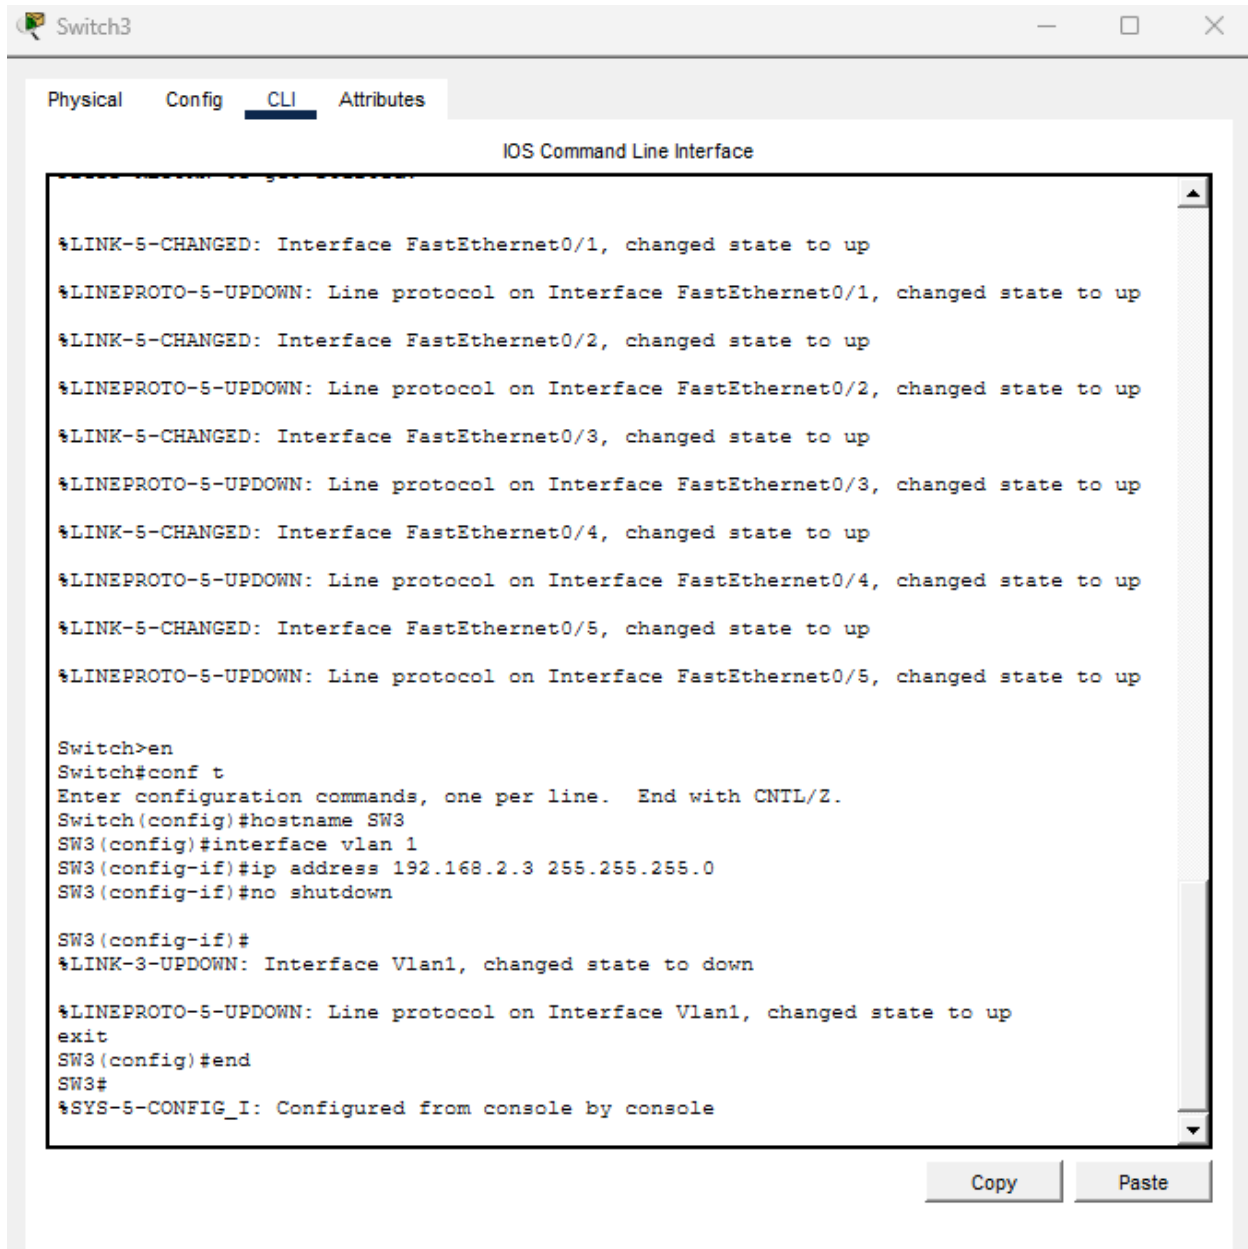 Switch3
Physical Config CLI Attributes
IOS Command Line Interface
%LINK-5-CHANGED: Interface FastEthernet0/1, changed state to up
%LINEPROTO-5-UPDOWN: Line protocol on Interface FastEthernet0/1, changed state to up
%LINK-5-CHANGED: Interface FastEthernet0/2, changed state to up
%LINEPROTO-5-UPDOWN: Line protocol on Interface FastEthernet0/2, changed state to up
%LINK-5-CHANGED: Interface FastEthernet0/3, changed state to up
%LINEPROTO-5-UPDOWN: Line protocol on Interface FastEthernet0/3, changed state to up
%LINK-5-CHANGED: Interface FastEthernet0/4, changed state to up
%LINEPROTO-5-UPDOWN: Line protocol on Interface FastEthernet0/4, changed state to up
%LINK-5-CHANGED: Interface FastEthernet0/5, changed state to up
%LINEPROTO-5-UPDOWN: Line protocol on Interface FastEthernet0/5, changed state to up
Switch>en
Switch#conf t
Enter configuration commands, one per line.  End with CNTL/Z.
Switch(config)#hostname SW3
SW3(config)#interface vlan 1
SW3(config-if)#ip address 192.168.2.3 255.255.255.0
SW3(config-if)#no shutdown
SW3(config-if)#
%LINK-3-UPDOWN: Interface Vlan1, changed state to down
%LINEPROTO-5-UPDOWN: Line protocol on Interface Vlan1, changed state to up
exit
SW3(config)#end
SW3#
%SYS-5-CONFIG_I: Configured from console by console
Copy Paste